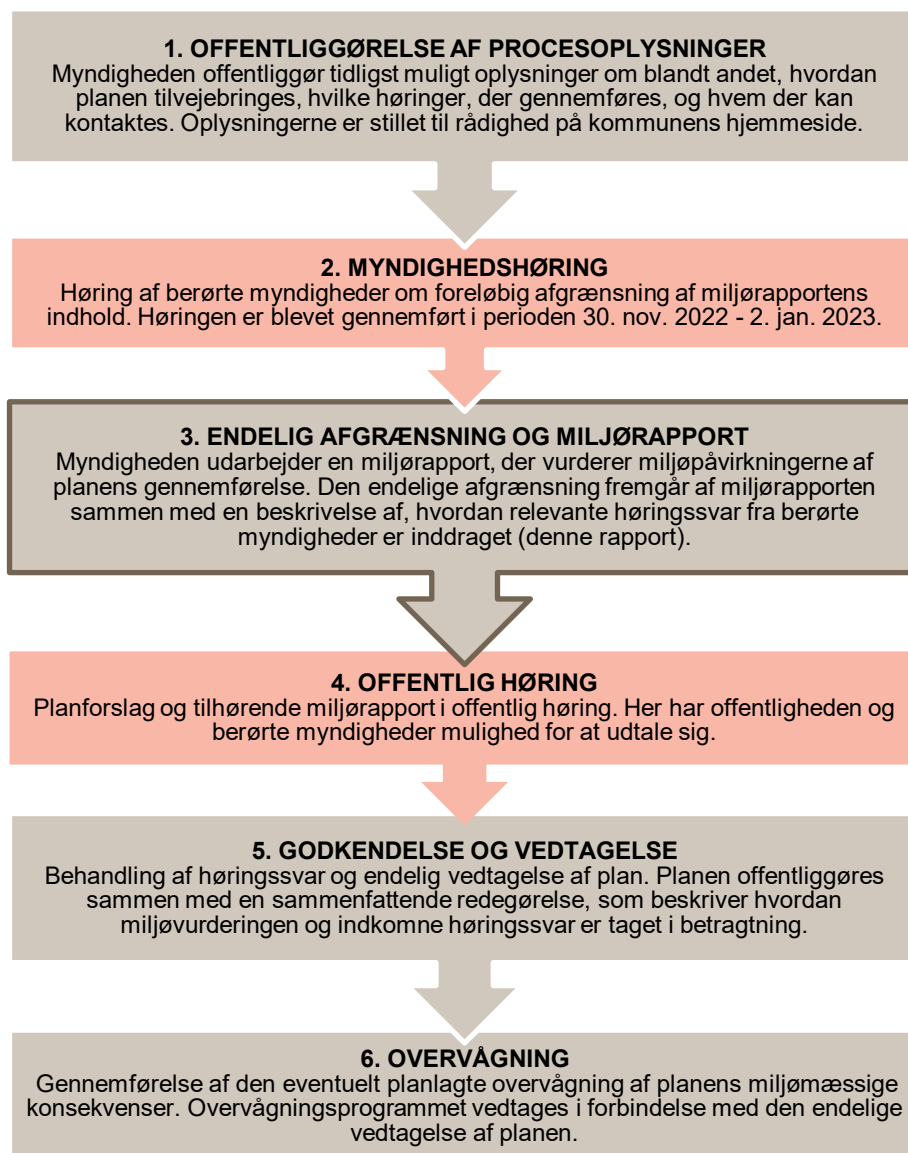 1. OFFENTLIGGØRELSE AF PROCESOPLYSNINGER
Myndigheden offentliggør tidligst muligt oplysninger om blandt andet, hvordan
planen tilvejebringes, hvilke høringer, der gennemføres, og hvem der kan
kontaktes. Oplysningerne er stillet til rådighed på kommunens hjemmeside.
2. MYNDIGHEDSHØRING
Høring af berørte myndigheder om foreløbig afgrænsning af miljørapportens
indhold. Høringen er blevet gennemført i perioden 30. nov. 2022 - 2. jan. 2023.
3. ENDELIG AFGRÆNSNING OG MILJØRAPPORT
Myndigheden udarbejder en miljørapport, der vurderer miljøpåvirkningerne af
planens gennemførelse. Den endelige afgrænsning fremgår af miljørapporten
sammen med en beskrivelse af, hvordan relevante høringssvar fra berørte
myndigheder er inddraget (denne rapport).
4. OFFENTLIG HØRING
Planforslag og tilhørende miljørapport i offentlig høring. Her har offentligheden og
berørte myndigheder mulighed for at udtale sig.
5. GODKENDELSE OG VEDTAGELSE
Behandling af høringssvar og endelig vedtagelse af plan. Planen offentliggøres
sammen med en sammenfattende redegørelse, som beskriver hvordan
miljøvurderingen og indkomne høringssvar er taget i betragtning.
6. OVERVÅGNING
Gennemførelse af den eventuelt planlagte overvågning af planens miljømæssige
konsekvenser. Overvågningsprogrammet vedtages i forbindelse med den endelige
vedtagelse af planen.